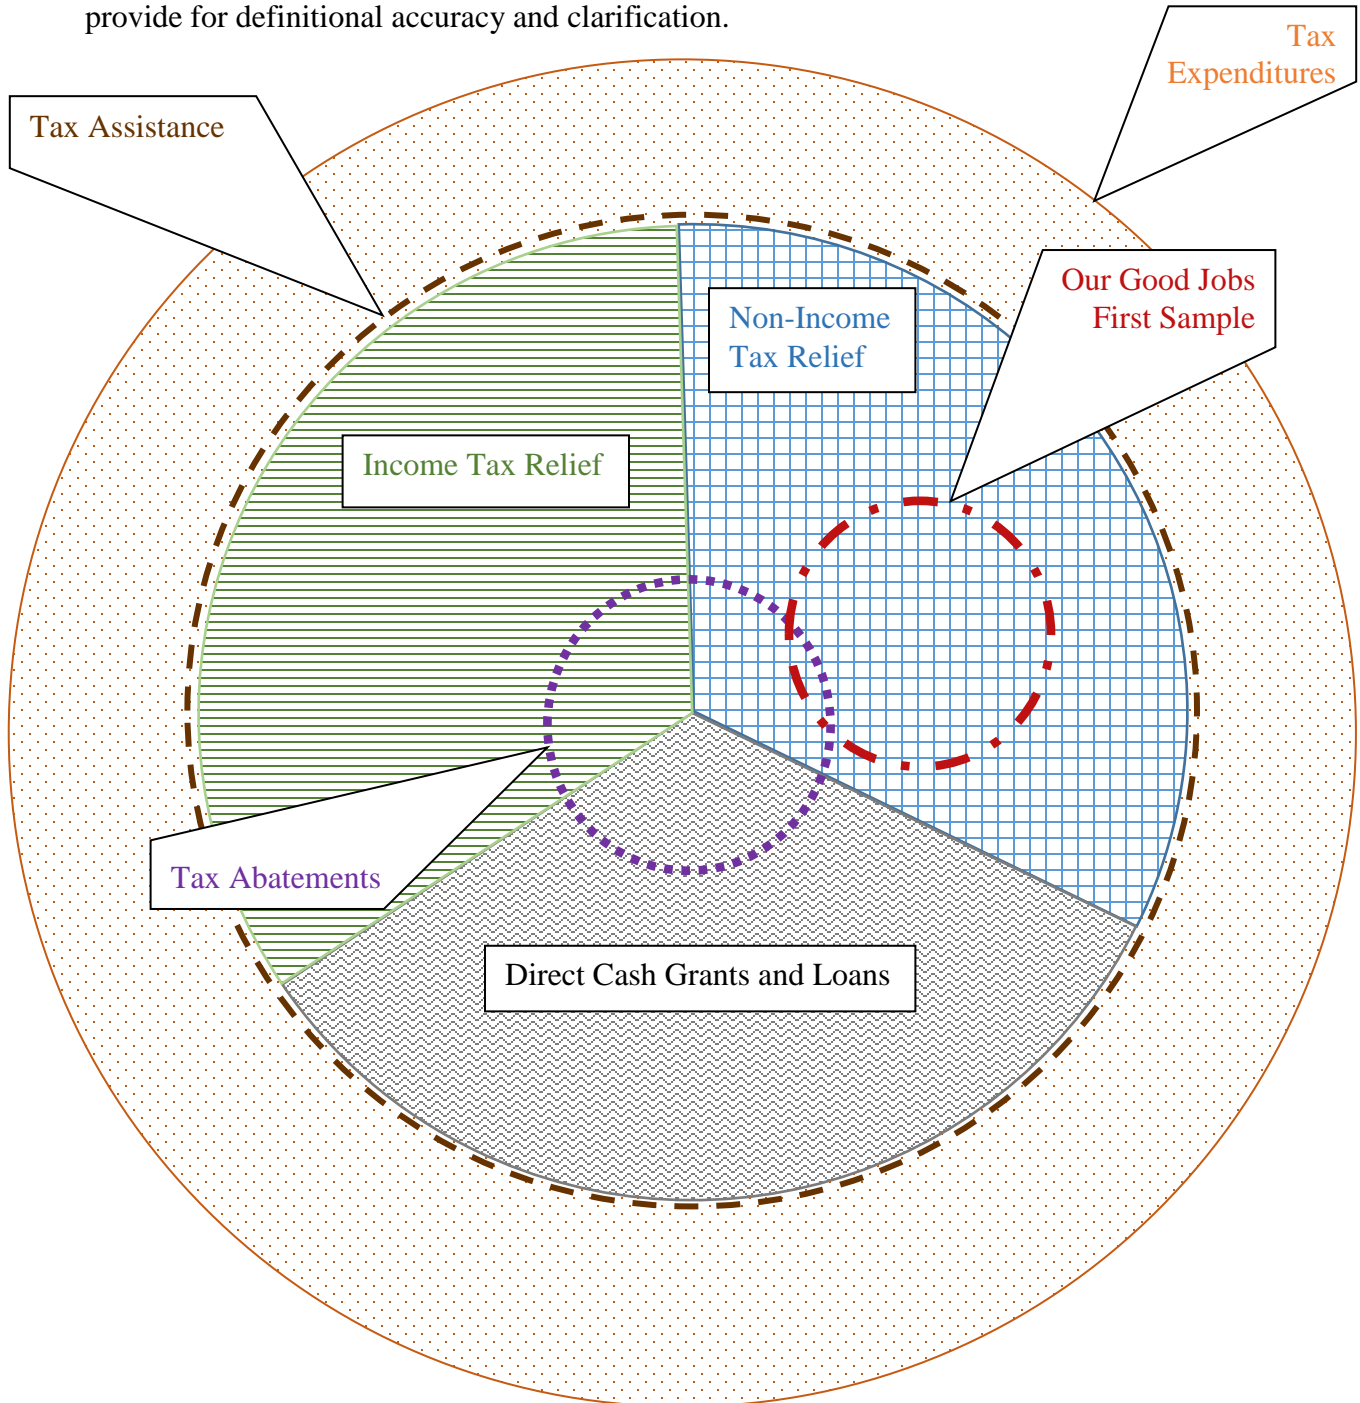 provide for definitional accuracy and clarification.
Tax
Expenditures
Tax Assistance
Our Good Jobs
First Sample
Non-Income
Tax Relief
Income Tax Relief
Tax Abatements
Direct Cash Grants and Loans